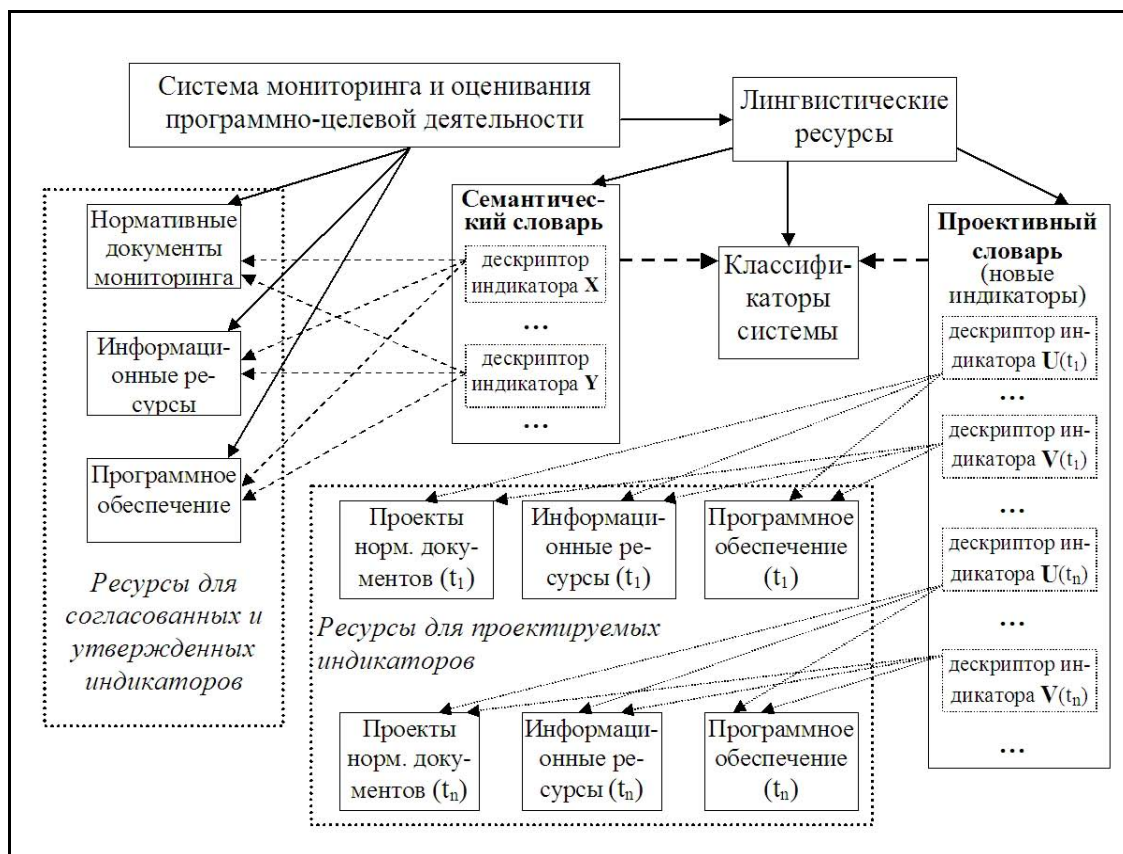 Система мониторинга и оценивания
программно-целевой деятельности
Лингвистические
ресурсы
Нормативные
документы
мониторинга
Информаци-
онные ре-
сурсы
Программное
обеспечение
Ресурсы для
согласованных и
утвержденных
индикаторов
Семантичес-
кий словарь
дескриптор
индикатора X
...
дескриптор
индикатора Y
...
Классифи-
каторы
системы
Проективный
словарь
(новые
индикаторы)
дескриптор ин-
дикатора U(t₁)
...
дескриптор ин-
дикатора V(t₁)
...
дескриптор ин-
дикатора U(tₙ)
...
дескриптор ин-
дикатора V(tₙ)
...
Проекты
норм. доку-
ментов (t₁)
Информаци-
онные ре-
сурсы (t₁)
Программное
обеспечение
(t₁)
Ресурсы для проектируемых
индикаторов
Проекты
норм. доку-
ментов (tₙ)
Информаци-
онные ре-
сурсы (tₙ)
Программное
обеспечение
(tₙ)